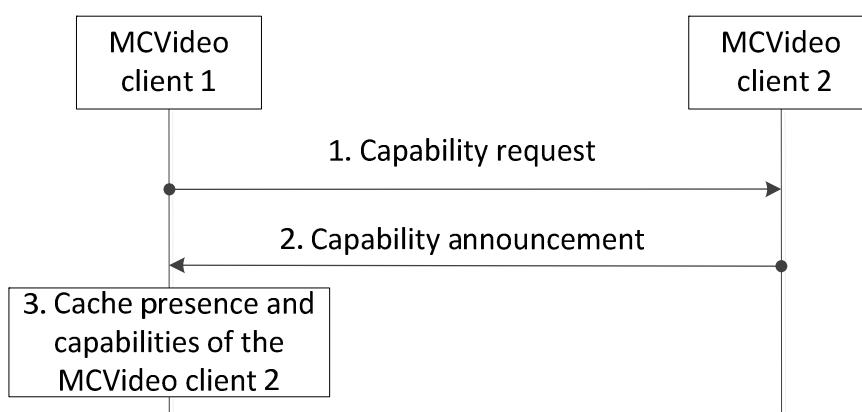 MCVideo
client 1
MCVideo
client 2
1. Capability request
2. Capability announcement
3. Cache presence and
capabilities of the
MCVideo client 2